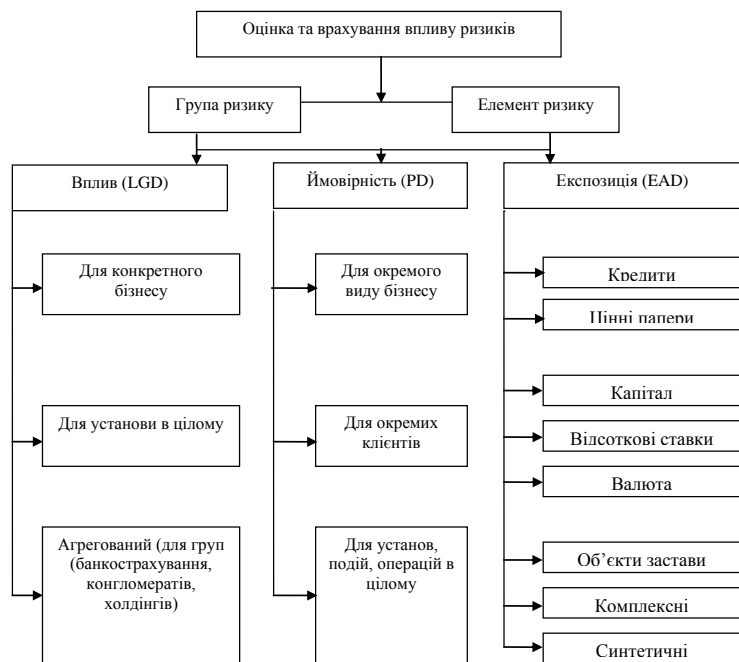 Оцінка та врахування впливу ризиків
Група ризику
Елемент ризику
Вплив (LGD)
Ймовірність (PD)
Експозиція (EAD)
Для конкретного
бізнесу
Для установи в цілому
Агрегований (для груп
(банкострахування,
конгломератів,
холдингів)
Для окремого
виду бізнесу
Для окремих
клієнтів
Для установ,
подій, операцій в
цілому
Кредити
Цінні папери
Капітал
Відсоткові ставки
Валюта
Об’єкти застави
Комплексні
Синтетичні